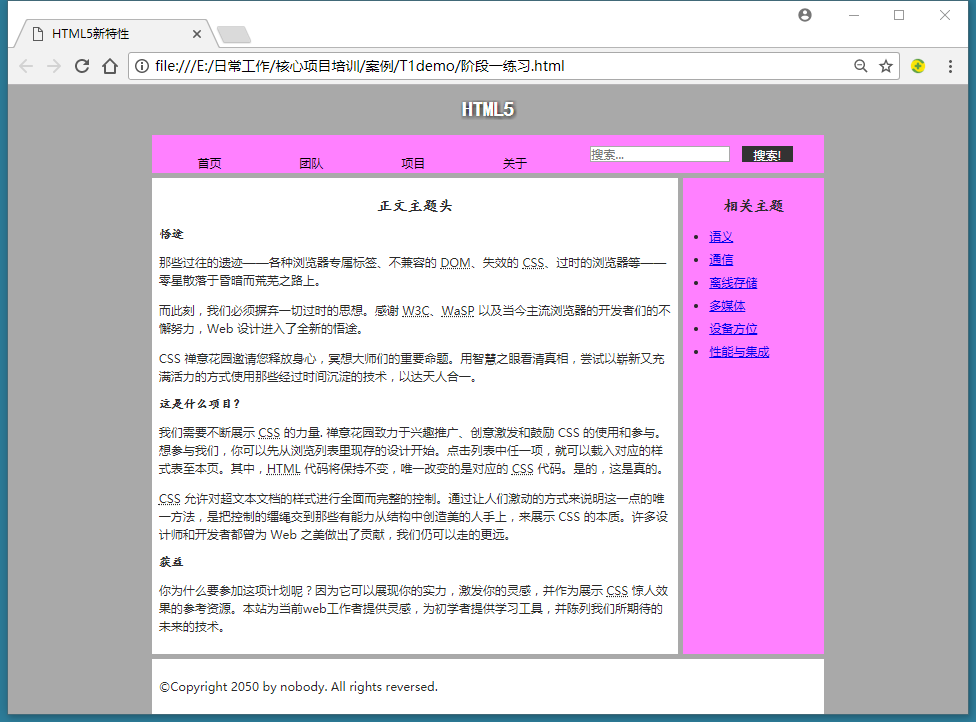 HTML5新特性
file:///E:/日常工作/核心项目培训/案例/T1demo/阶段一练习.html
HTML5
首页 团队 项目 关于 搜索... 搜索!
正文主题头
悟途
那些过往的遗迹——各种浏览器专属标签、不兼容的 DOM、失效的 CSS、过时的浏览器等——
零星散落于昏暗而荒芜之路上。
而此刻，我们必须摒弃一切过时的思想。感谢 W3C、WaSP 以及当今主流浏览器的开发者们的不
懈努力，Web 设计进入了全新的悟途。
CSS 禅意花园邀请您释放身心，冥想大师们的重要命题。用智慧之眼看清真相，尝试以崭新又充
满活力的方式使用那些经过时间沉淀的技术，以达天人合一。
这是什么项目？
我们需要不断展示 CSS 的力量. 禅意花园致力于兴趣推广、创意激发和鼓励 CSS 的使用和参与。
想参与我们，你可以先从浏览列表里现存的设计开始。点击列表中任一项，就可以载入对应的样
式表至本页。其中，HTML 代码将保持不变，唯一改变的是对应的 CSS 代码。是的，这是真的。
CSS 允许对超文本文档的样式进行全面而完整的控制。通过让人们激动的方式来说明这一点的唯
一方法，是把控制的缰绳交到那些有能力从结构中创造美的人手上，来展示 CSS 的本质。许多设
计师和开发者都曾为 Web 之美做出了贡献，我们仍可以走的更远。
获益
你为什么要参加这项计划呢？因为它可以展现你的实力，激发你的灵感，并作为展示 CSS 惊人效
果的参考资源。本站为当前web工作者提供灵感，为初学者提供学习工具，并陈列我们所期待的
未来的技术。
相关主题
语义
通信
离线存储
多媒体
设备方位
性能与集成
©Copyright 2050 by nobody. All rights reversed.